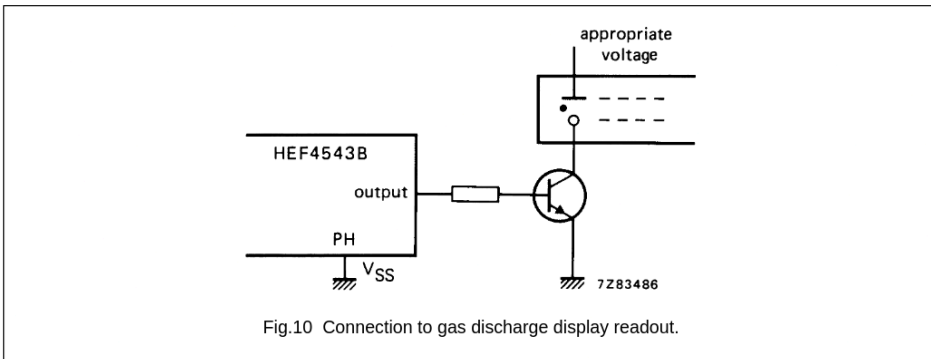 appropriate
voltage
HEF4543B
output
PH
VSS
7Z83486
Fig.10 Connection to gas discharge display readout.